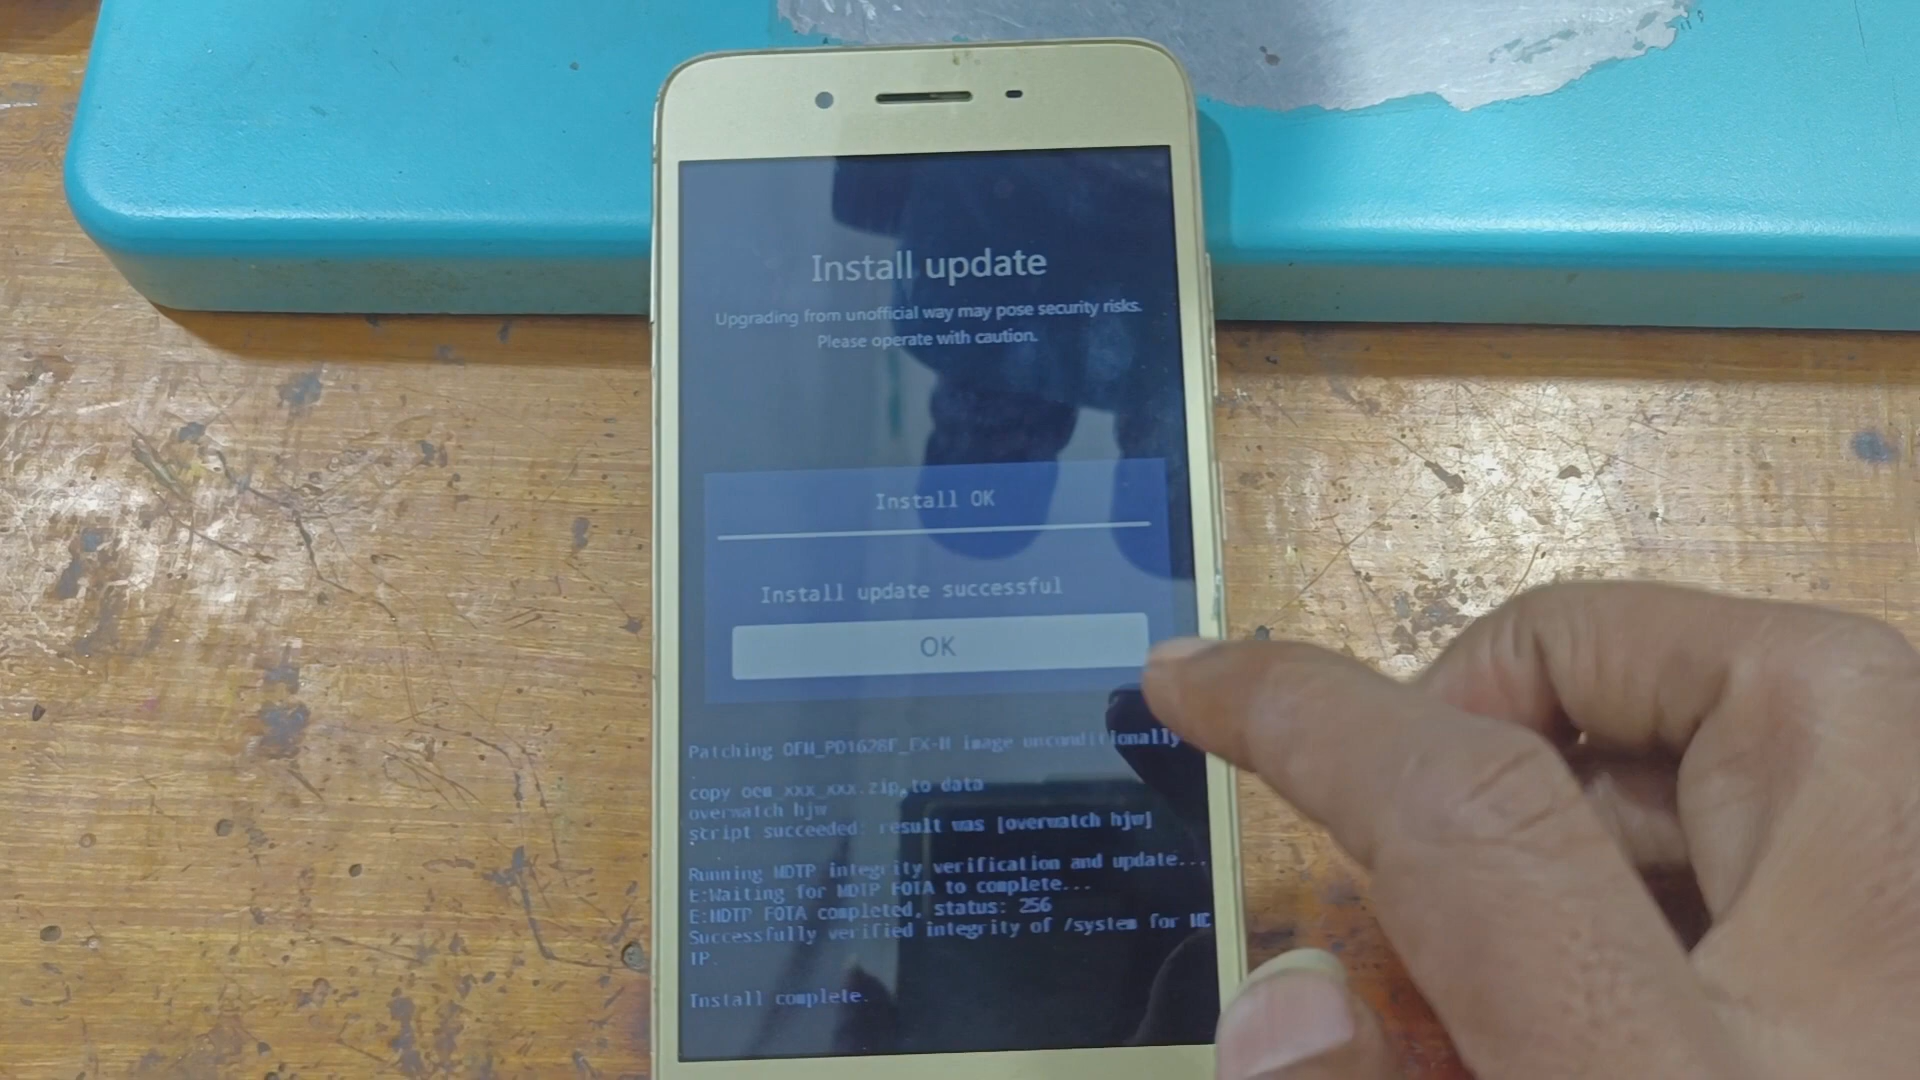 Install update
Upgrading from unofficial way may pose security risks.
Please operate with caution.
Install OK
Install update successful
OK
Patching OEM_PD1628F_EX-M image unconditionally
.
copy oem_xxx_xxx.zip to data
overwatch hjw
script succeeded: result was [overwatch hjw]
Running MDTP integrity verification and update...
E:Waiting for MDTP FOTA to complete...
E:MDTP FOTA completed, status: 256
Successfully verified integrity of /system for
Install complete.